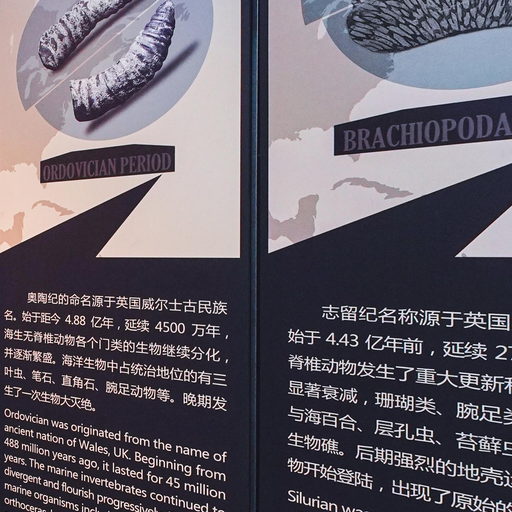 ORDOVICIAN PERIOD
奥陶纪的命名源于英国威尔士古民族
名。始于距今 4.88 亿年，延续 4500 万年，
海生无脊椎动物各个门类的生物继续分化，
并逐渐繁盛。海洋生物中占统治地位的有三
叶虫、笔石、直角石、腕足动物等。晚期发
生了一次生物大灭绝。
Ordovician was originated from the name of
ancient nation of Wales, UK. Beginning from
488 million years ago, it lasted for 45 million
years. The marine invertebrates continued to
divergent and flourish progressively
marine organisms
BRACHIOPODA
志留纪名称源于英国
始于 4.43 亿年前，延续
脊椎动物发生了重大更新
显著衰减，珊瑚类、腕足类
与海百合、层孔虫、苔藓虫
生物礁。后期强烈的地壳运
物开始登陆，出现了原始的
Silurian